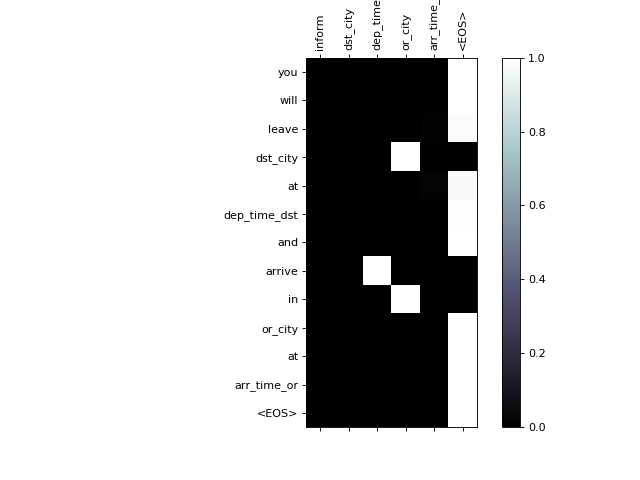 inform
dst_city
dep_time
or_city
arr_time_
<EOS>
you
will
leave
dst_city
at
dep_time_dst
and
arrive
in
or_city
at
arr_time_or
<EOS>
1.0
0.8
0.6
0.4
0.2
0.0